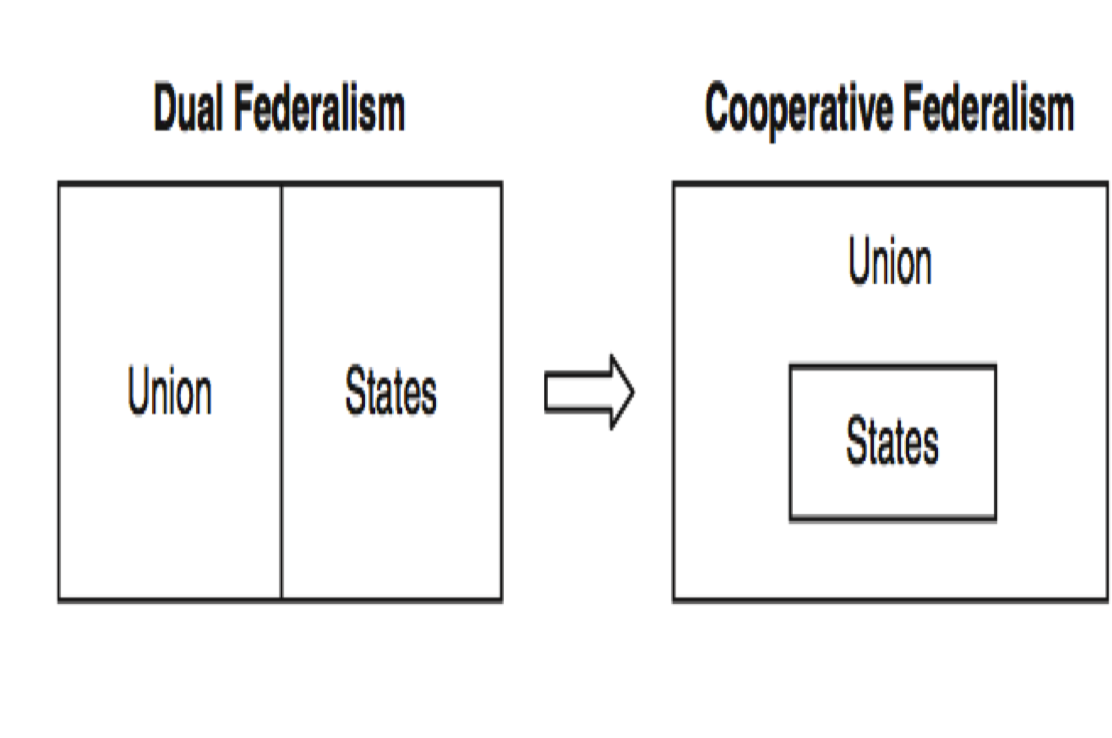 Dual Federalism
Union
States
Cooperative Federalism
Union
States